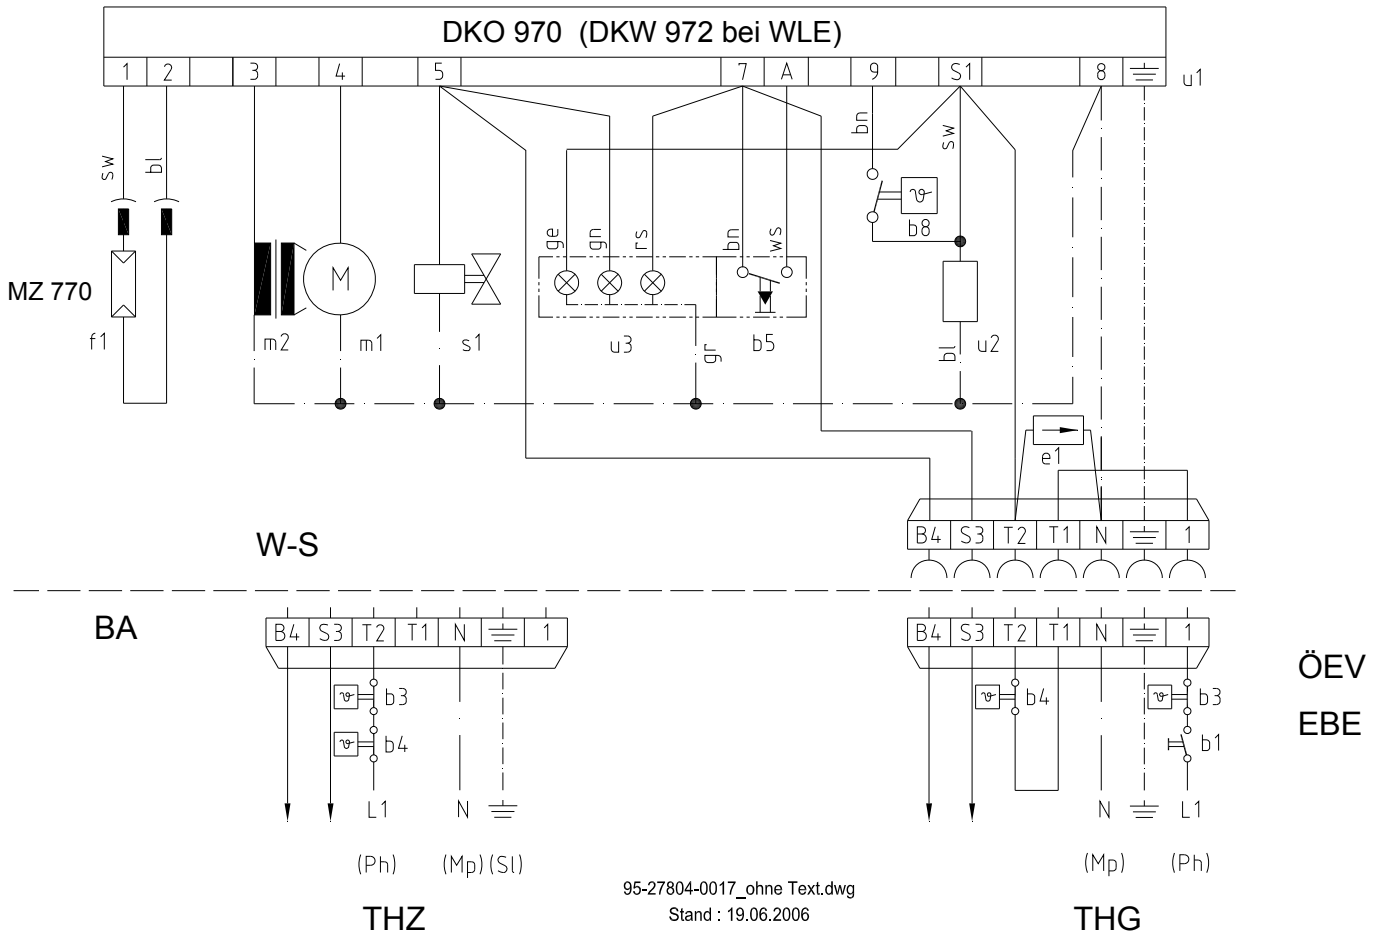 DKO 970 (DKW 972 bei WLE)
1 2 3 4 5 7 A 9 S1 8 u1
sw bl bn sw
ϑ
b8
ge gn rs bn ws
MZ 770
M
f1 m2 m1 s1 u3 gr b5 bl u2
e1
W-S
B4 S3 T2 T1 N 1
BA
B4 S3 T2 T1 N 1
B4 S3 T2 T1 N 1
ÖEV
ϑ b3
ϑ b4
ϑ b3
EBE
ϑ b4
b1
L1 N
N L1
(Ph) (Mp) (Sl)
(Mp) (Ph)
95-27804-0017_ohne Text.dwg
Stand : 19.06.2006
THZ
THG